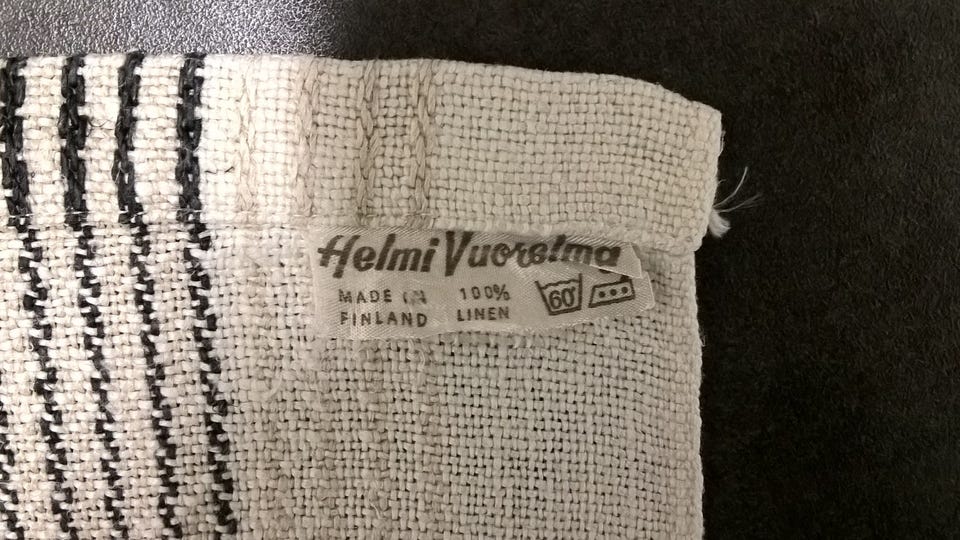 Helmi Vuorelma
MADE IN 100%
FINLAND LINEN
60°